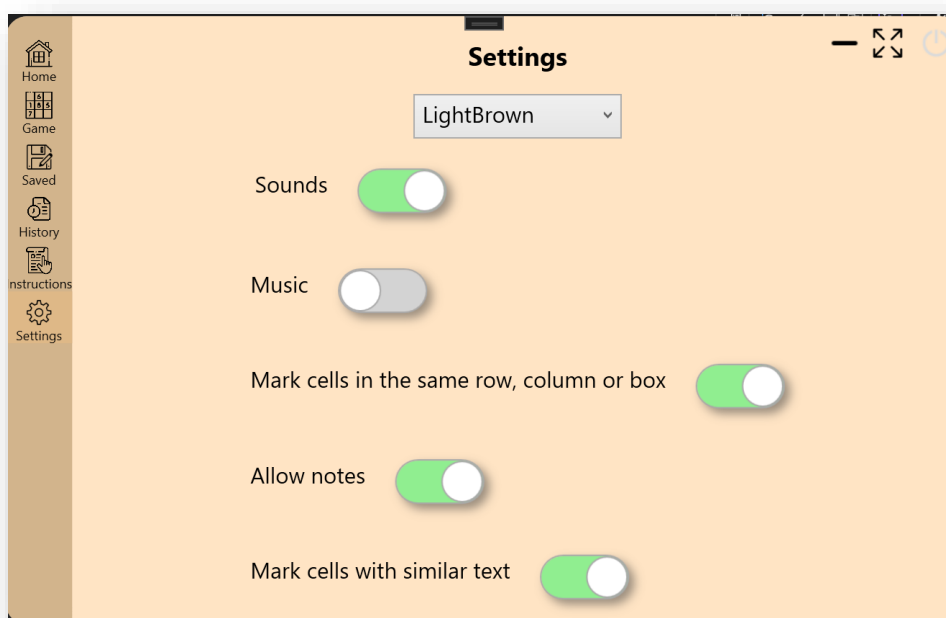 Settings
LightBrown
Home
Game
Saved
History
nstructions
Settings
Sounds
Music
Mark cells in the same row, column or box
Allow notes
Mark cells with similar text